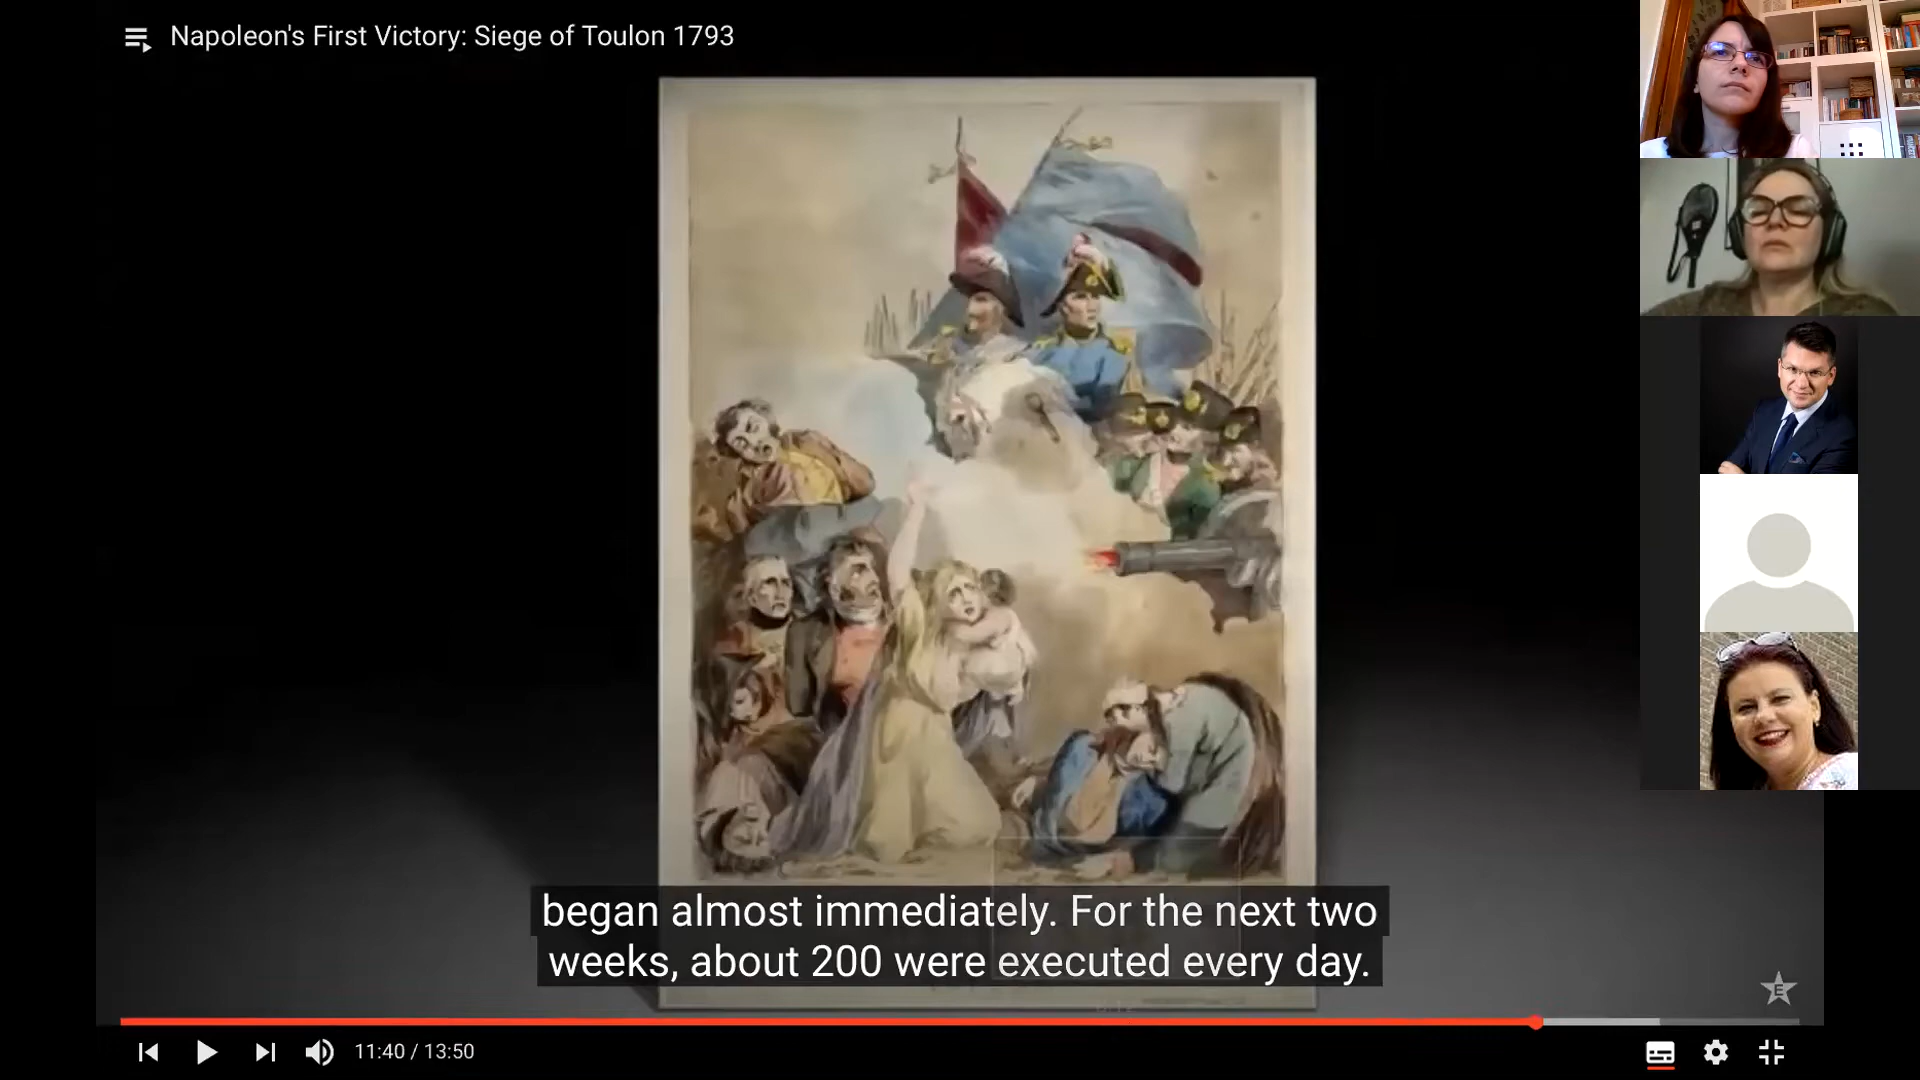 Napoleon's First Victory: Siege of Toulon 1793
began almost immediately. For the next two
weeks, about 200 were executed every day.
E
11:40 / 13:50